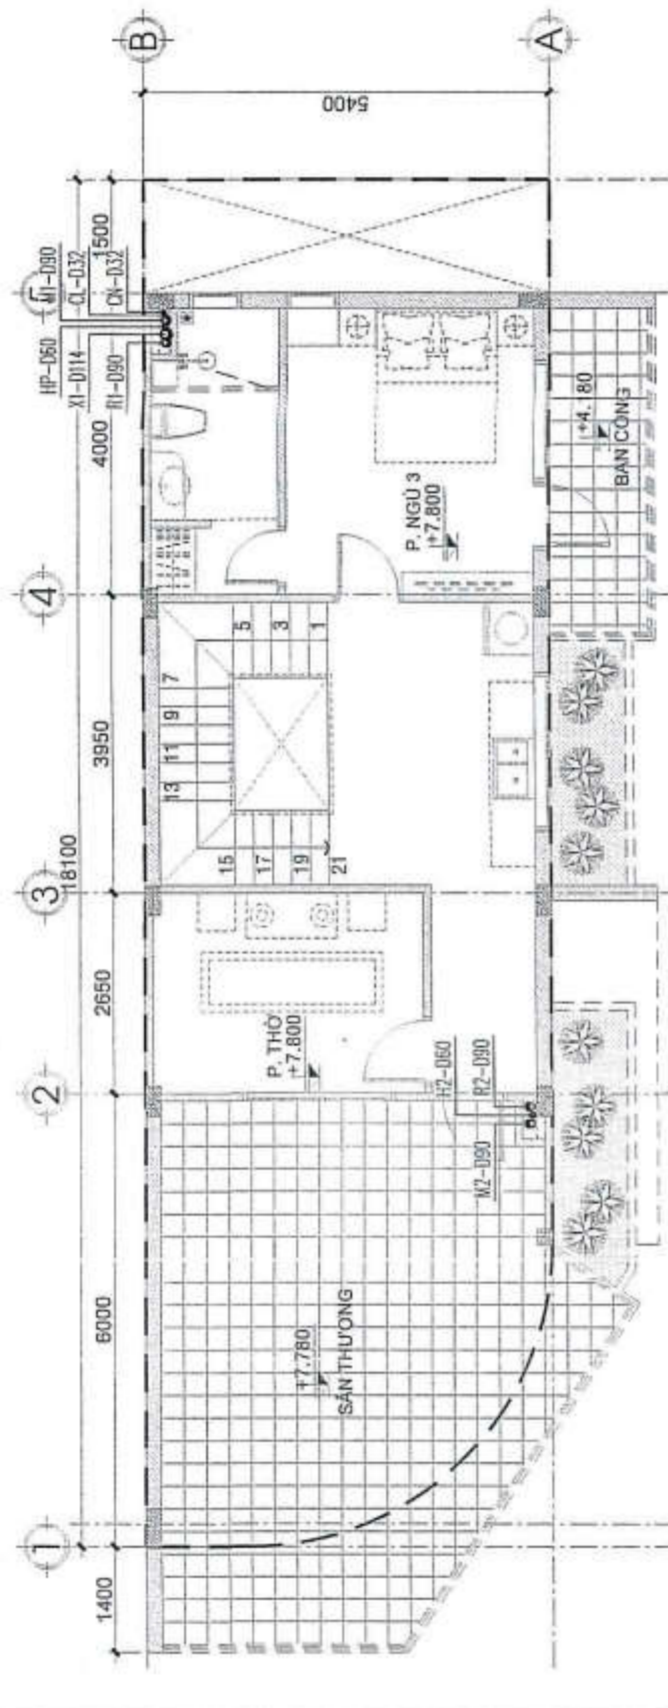 B
A
5400
HP-D60
X1-D114
R1-D90
M1-D90
CL-D32
CN-D32
1500
4000
4
3950
18100
3
2650
2
6000
1
1400
P. NGỦ 3
+7.800
+4.180
BAN CÔNG
1
3
5
7
9
11
13
15
17
19
21
P. THỜ
+7.800
M2-D90
H2-D60
R2-D90
+7.780
SÂN THƯỢNG